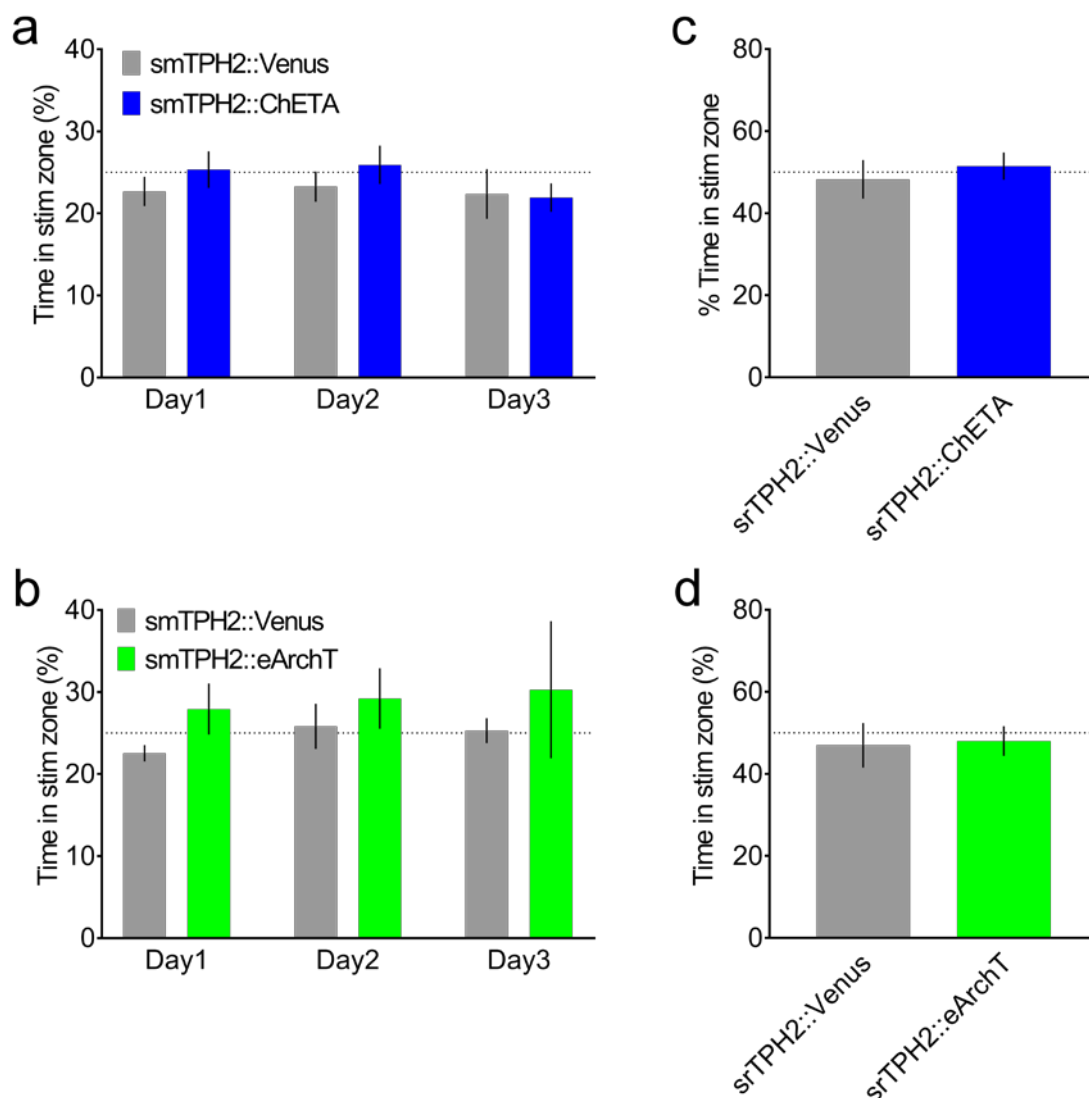 a
smTPH2::Venus
smTPH2::ChETA
Time in stim zone (%)
40
30
20
10
0
Day1 Day2 Day3
c
% Time in stim zone
80
60
40
20
0
srTPH2::Venus
srTPH2::ChETA
b
smTPH2::Venus
smTPH2::eArchT
Time in stim zone (%)
40
30
20
10
0
Day1 Day2 Day3
d
Time in stim zone (%)
80
60
40
20
0
srTPH2::Venus
srTPH2::eArchT